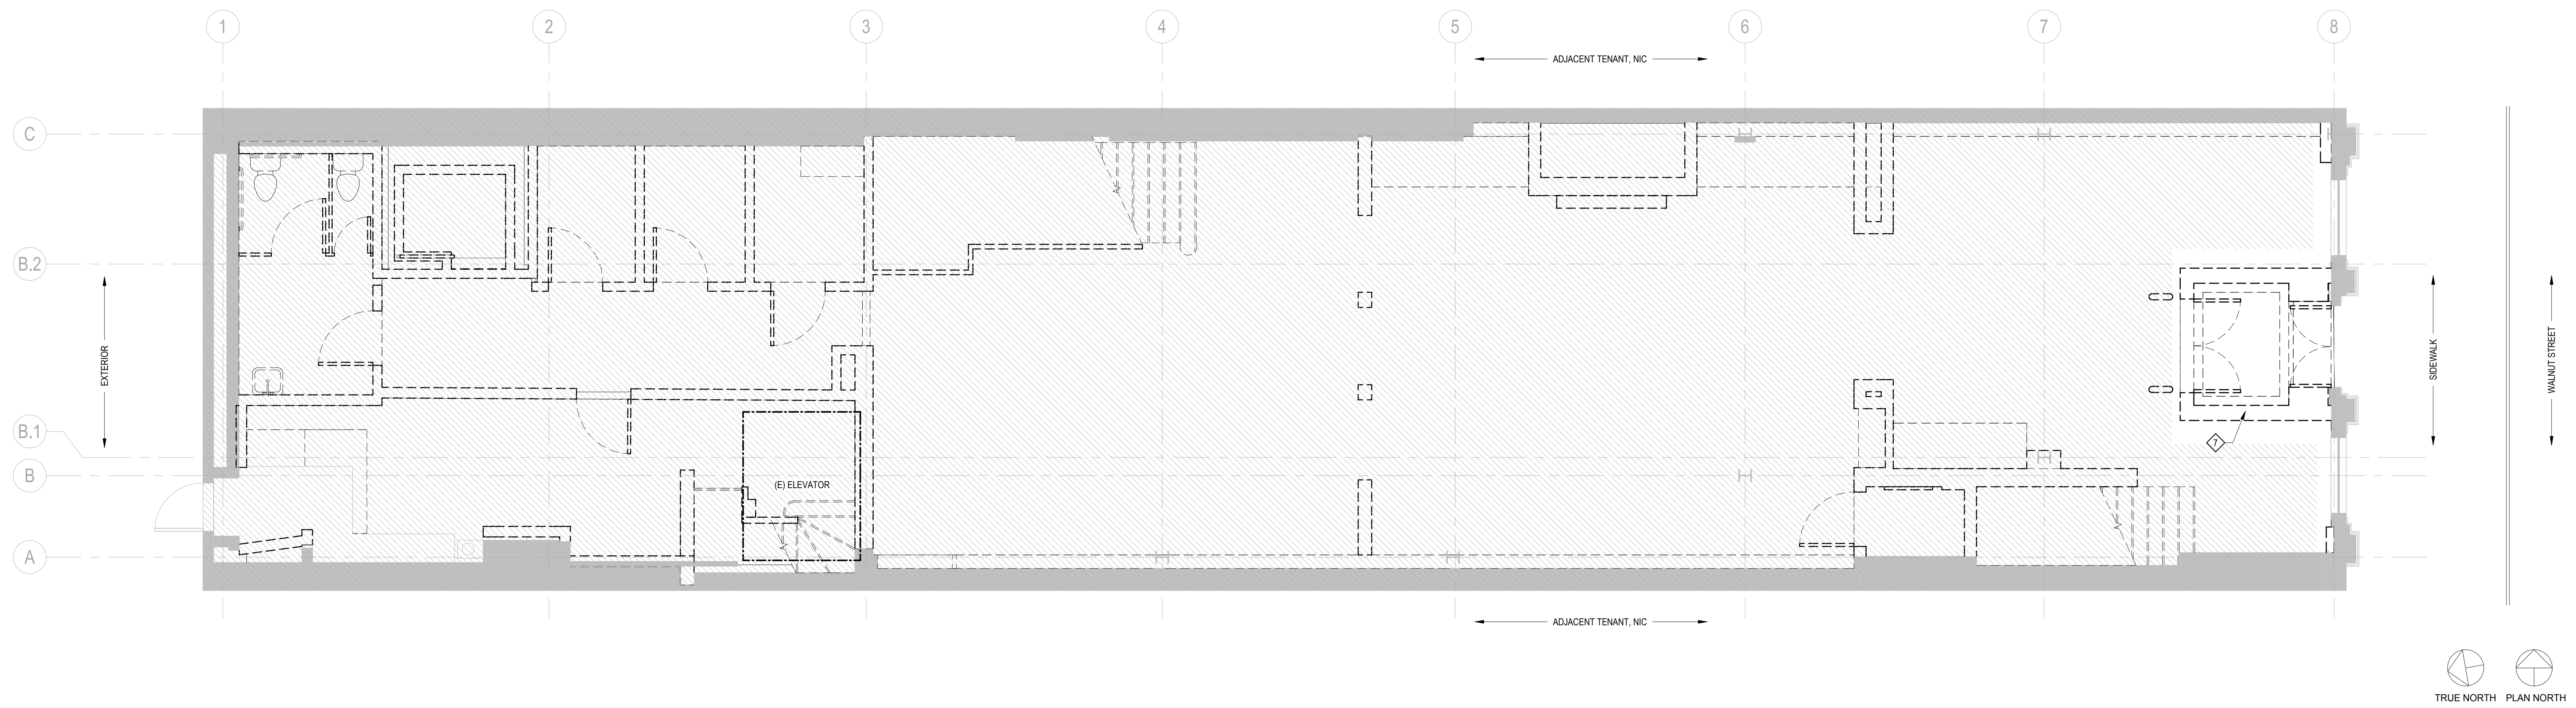 1 2 3 4 5 6 7 8
ADJACENT TENANT, NIC
C
B.2
EXTERIOR
SIDEWALK
WALNUT STREET
B.1
7
B
(E) ELEVATOR
A
ADJACENT TENANT, NIC
TRUE NORTH
PLAN NORTH